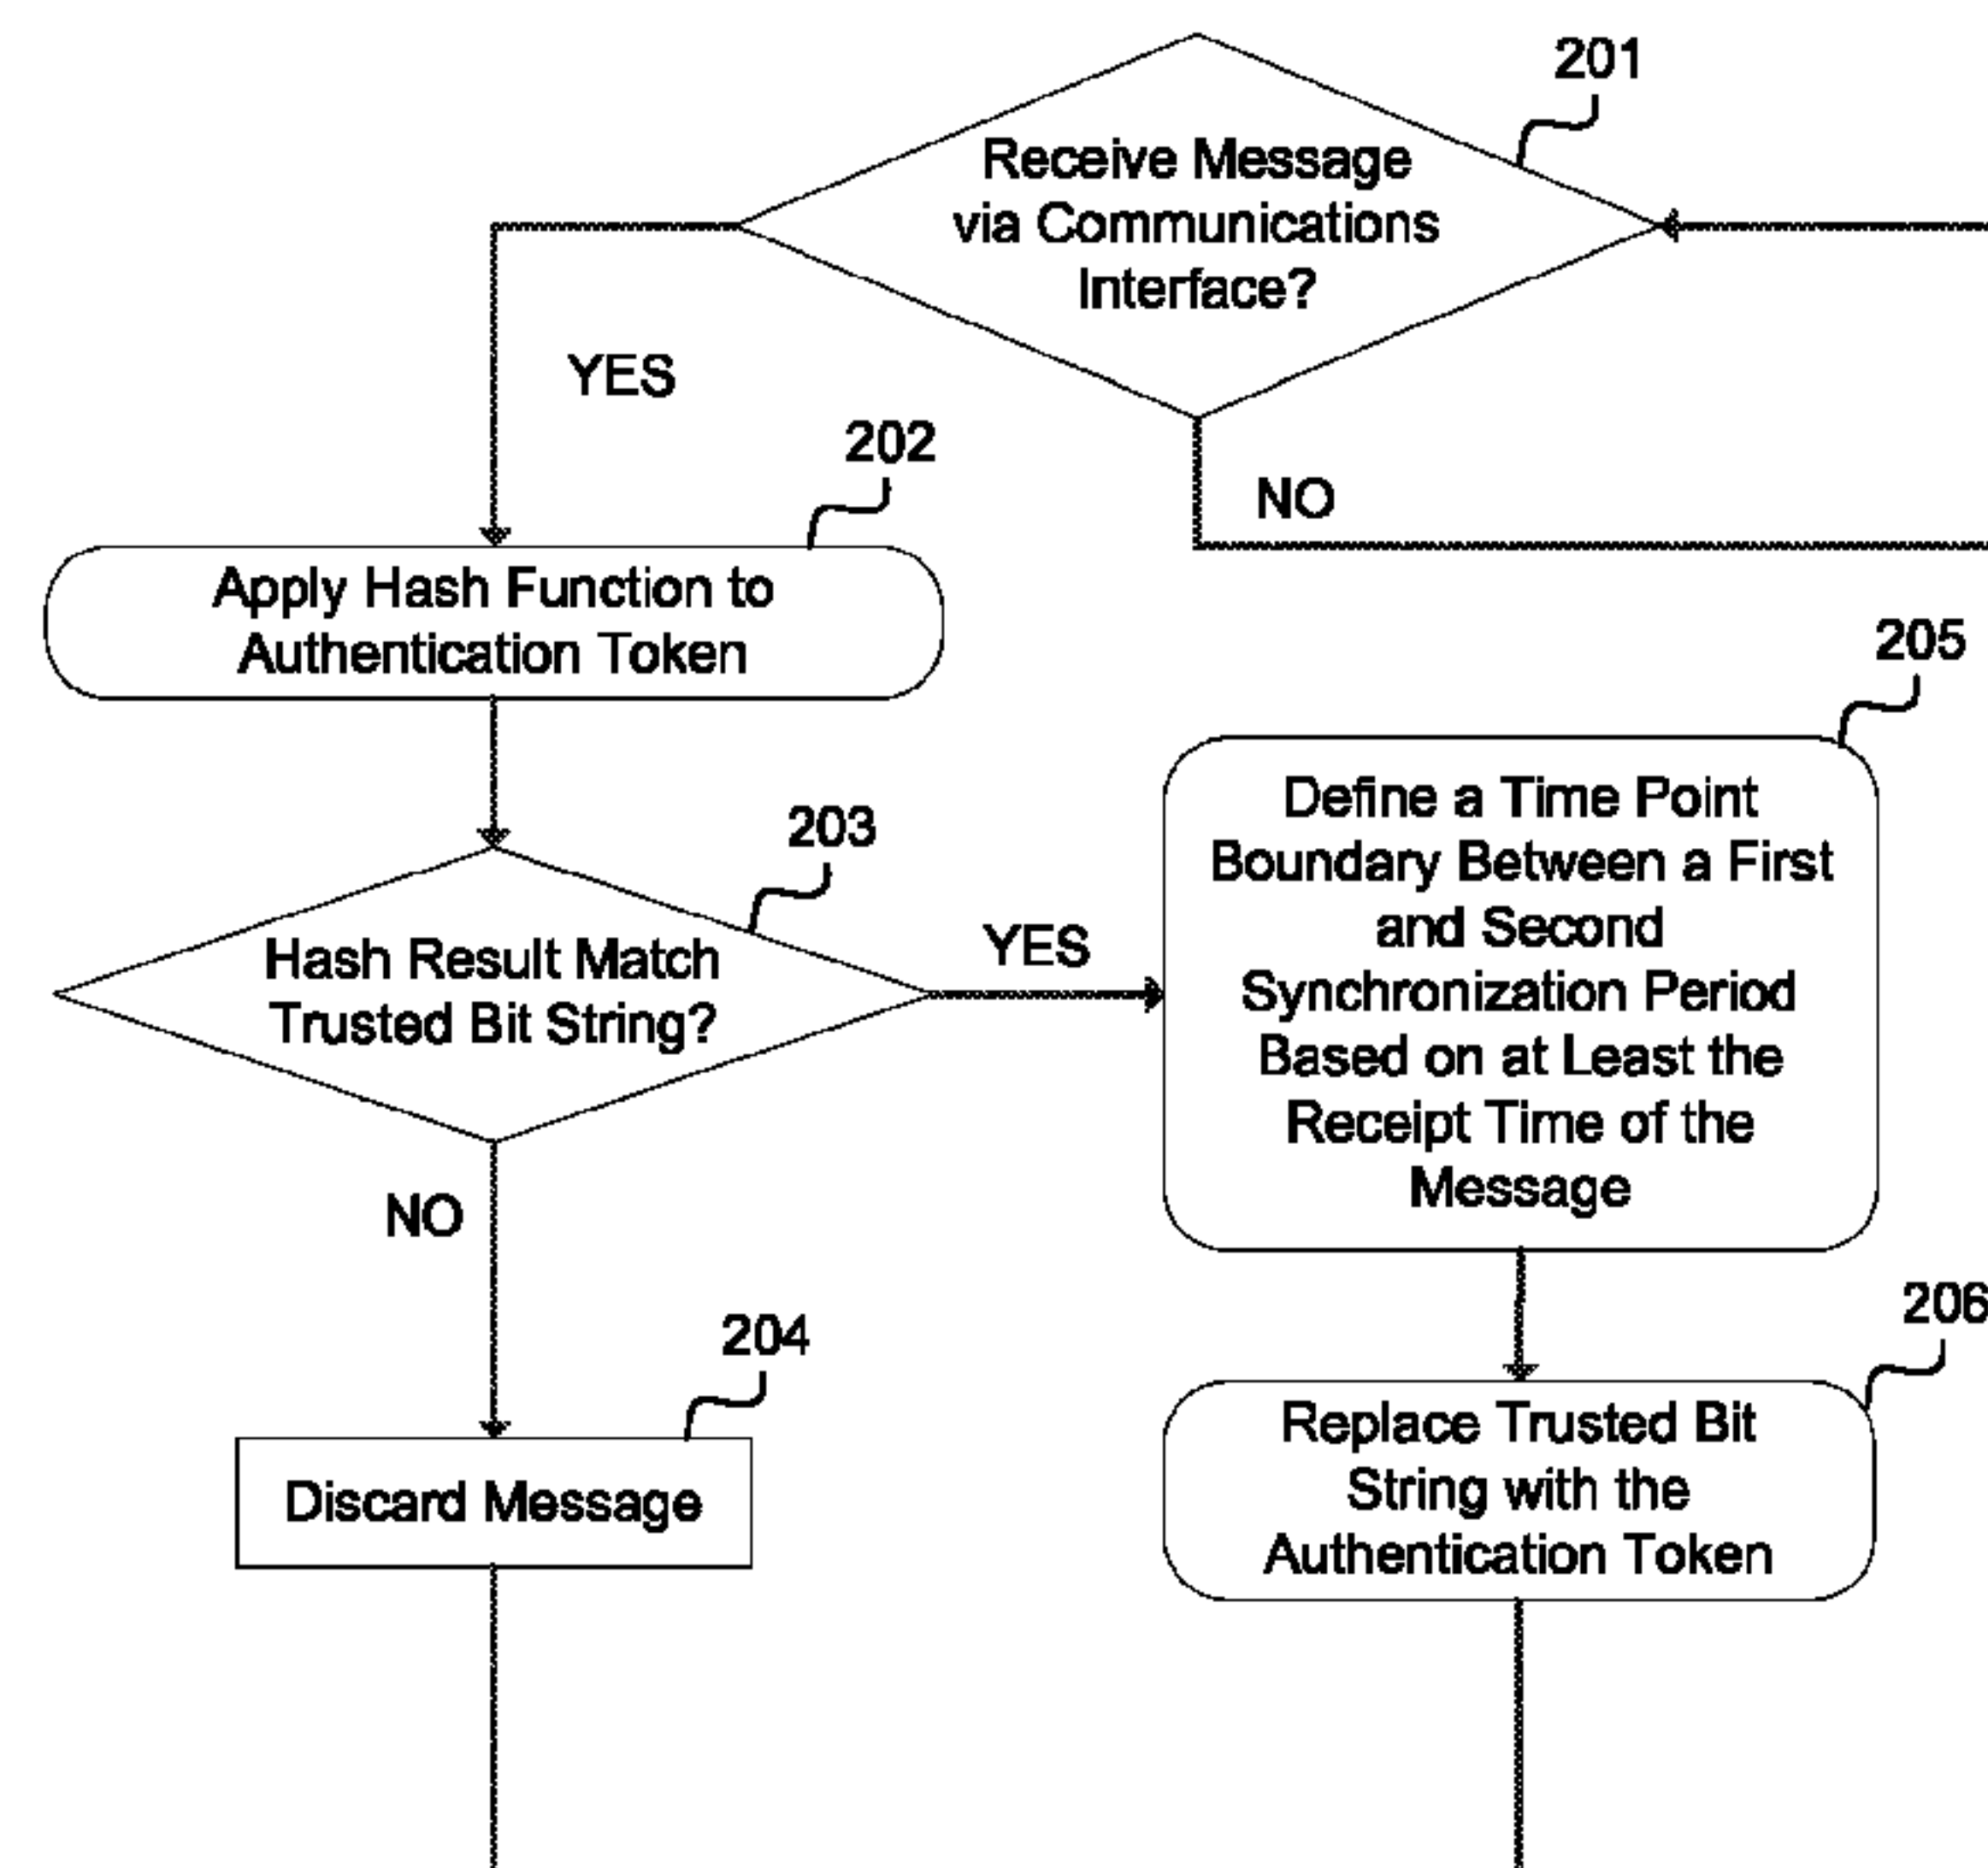 201
Receive Message
via Communications
Interface?
YES
NO
202
Apply Hash Function to
Authentication Token
203
Hash Result Match
Trusted Bit String?
YES
NO
204
Discard Message
205
Define a Time Point
Boundary Between a First
and Second
Synchronization Period
Based on at Least the
Receipt Time of the
Message
206
Replace Trusted Bit
String with the
Authentication Token